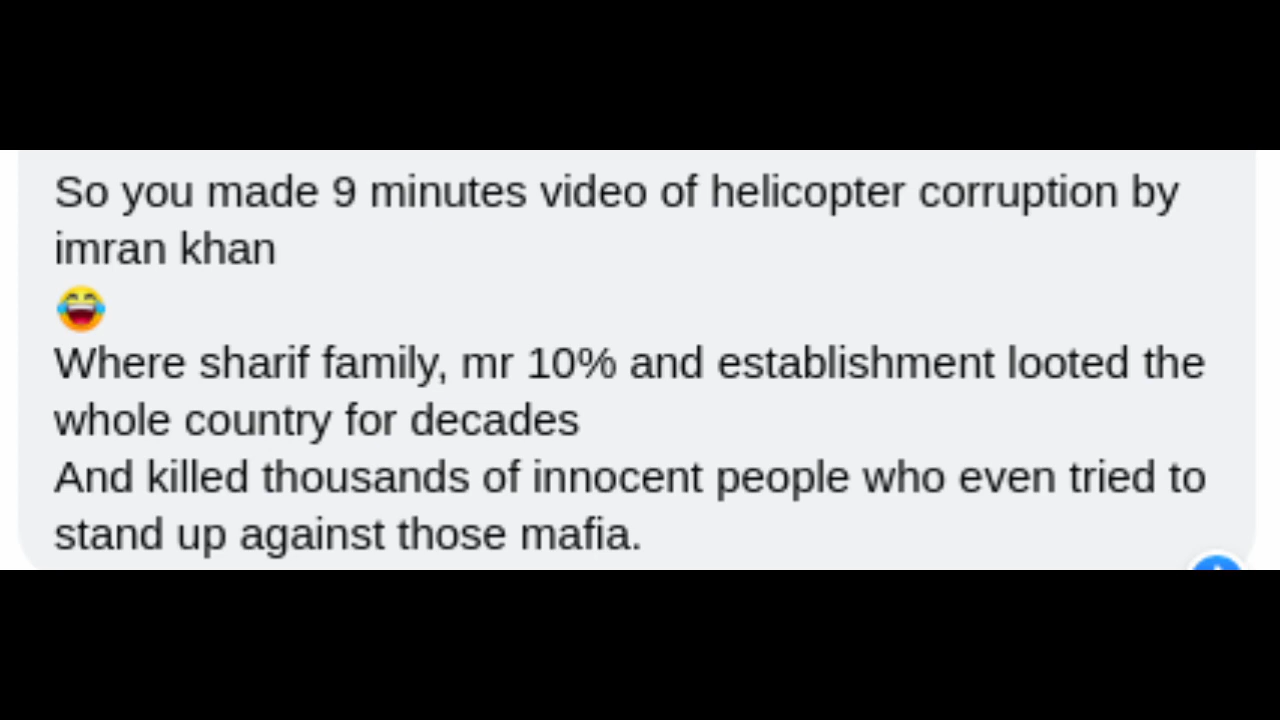 So you made 9 minutes video of helicopter corruption by
imran khan
😂
Where sharif family, mr 10% and establishment looted the
whole country for decades
And killed thousands of innocent people who even tried to
stand up against those mafia.